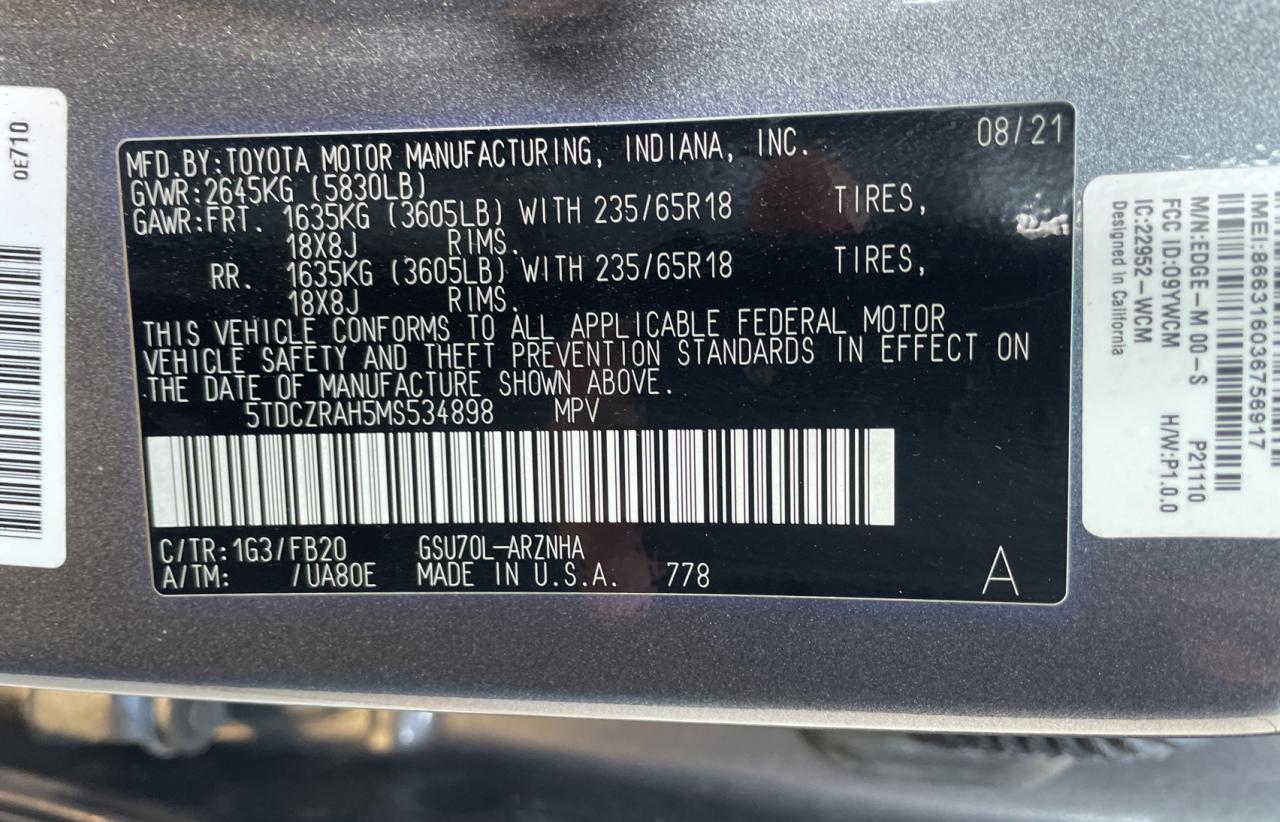 0E710
MFD.BY:TOYOTA MOTOR MANUFACTURING, INDIANA, INC. 08/21
GVWR:2645KG (5830LB)
GAWR:FRT. 1635KG (3605LB) WITH 235/65R18 TIRES,
18X8J RIMS.
RR. 1635KG (3605LB) WITH 235/65R18 TIRES,
18X8J RIMS.
THIS VEHICLE CONFORMS TO ALL APPLICABLE FEDERAL MOTOR
VEHICLE SAFETY AND THEFT PREVENTION STANDARDS IN EFFECT ON
THE DATE OF MANUFACTURE SHOWN ABOVE.
5TDCZRAH5MS534898 MPV
C/TR:1G3/FB20 GSU70L-ARZNHA
A/TM: /UA80E MADE IN U.S.A. 778 A
IMEI:866316036756917
M/N:EDGE-M 00-S P21110
FCC ID:O9YWCM H/W:P1.0.0
IC:22952-WCM
Designed in California